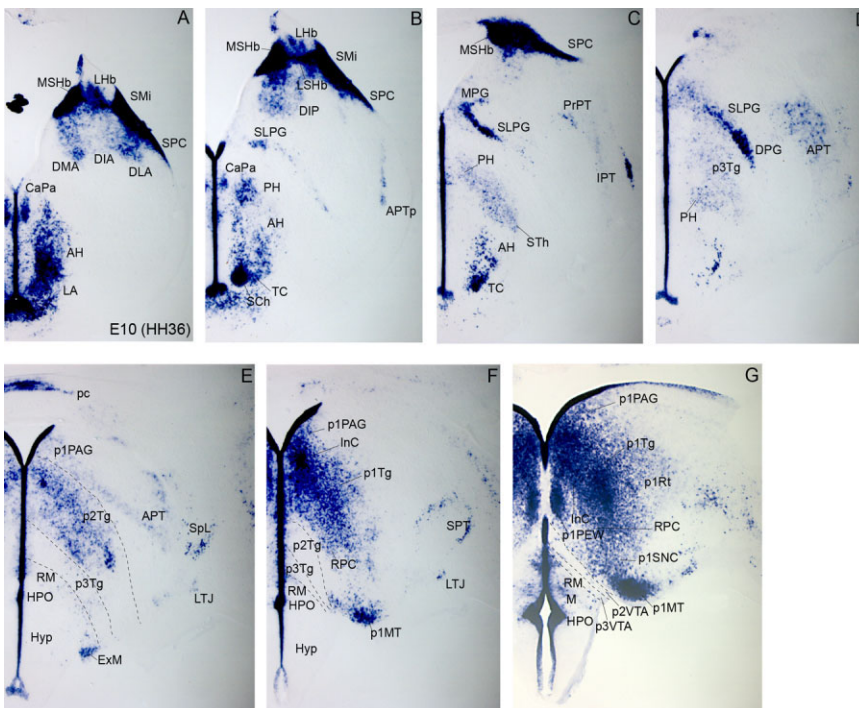 A
LHb
MSHb
SMi
SPC
DMA
DIA
DLA
CaPa
AH
LA
E10 (HH36)
B
LHb
MSHb
SMi
LSHb
SPC
DIP
SLPG
CaPa
PH
APTp
AH
TC
SCh
C
MSHb
SPC
MPG
PrPT
SLPG
PH
IPT
STh
AH
TC
D
SLPG
DPG
APT
p3Tg
PH
E
pc
p1PAG
p2Tg
APT
SpL
p3Tg
RM
LTJ
HPO
Hyp
ExM
F
p1PAG
InC
p1Tg
SPT
p2Tg
RPC
p3Tg
LTJ
RM
HPO
p1MT
Hyp
G
p1PAG
p1Tg
p1Rt
InC
RPC
p1PEW
p1SNC
RM
M
p2VTA
p1MT
HPO
p3VTA